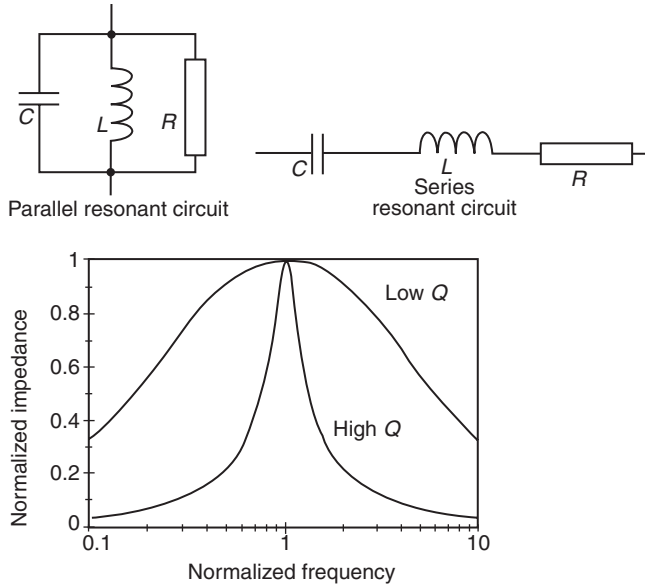 C
L
R
Parallel resonant circuit
C
L
R
Series
resonant circuit
Normalized impedance
1
0.8
0.6
0.4
0.2
0
Low Q
High Q
0.1
1
10
Normalized frequency